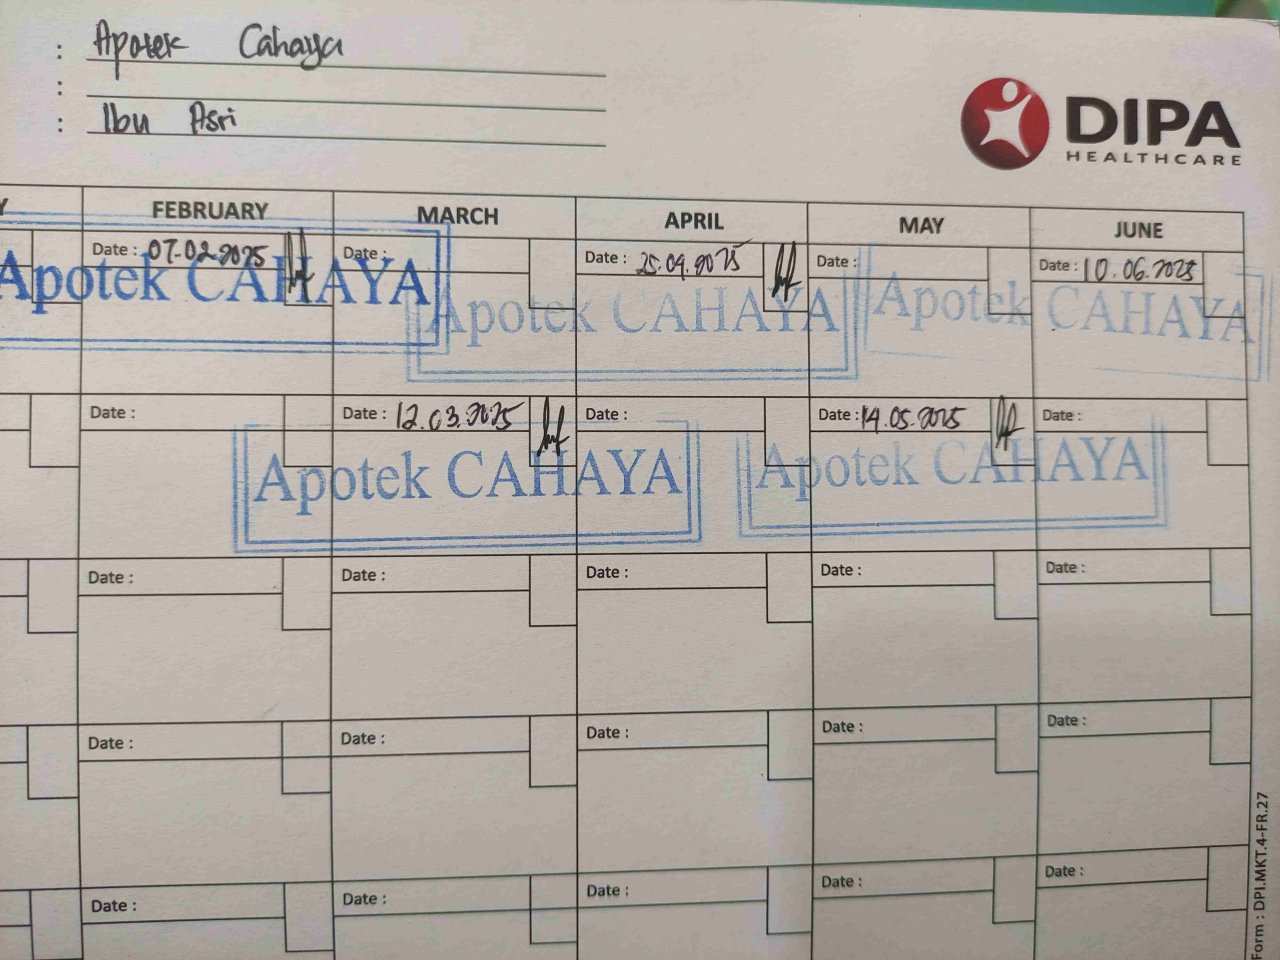 : Apotek Cahaya
:
: Ibu Asri
DIPA
HEALTHCARE
Y FEBRUARY MARCH APRIL MAY JUNE
Date : 07.02.2025 Date : Date : 25.04.2025 Date : Date : 10.06.2025
Apotek CAHAYA Apotek CAHAYA Apotek CAHAYA
Date : Date : 12.03.2025 Date : Date : 14.05.2025 Date :
Apotek CAHAYA Apotek CAHAYA
Date : Date : Date : Date : Date :
Date : Date : Date : Date : Date :
Date : Date : Date : Date : Date :
Form : DPI.MKT.4-FR.27